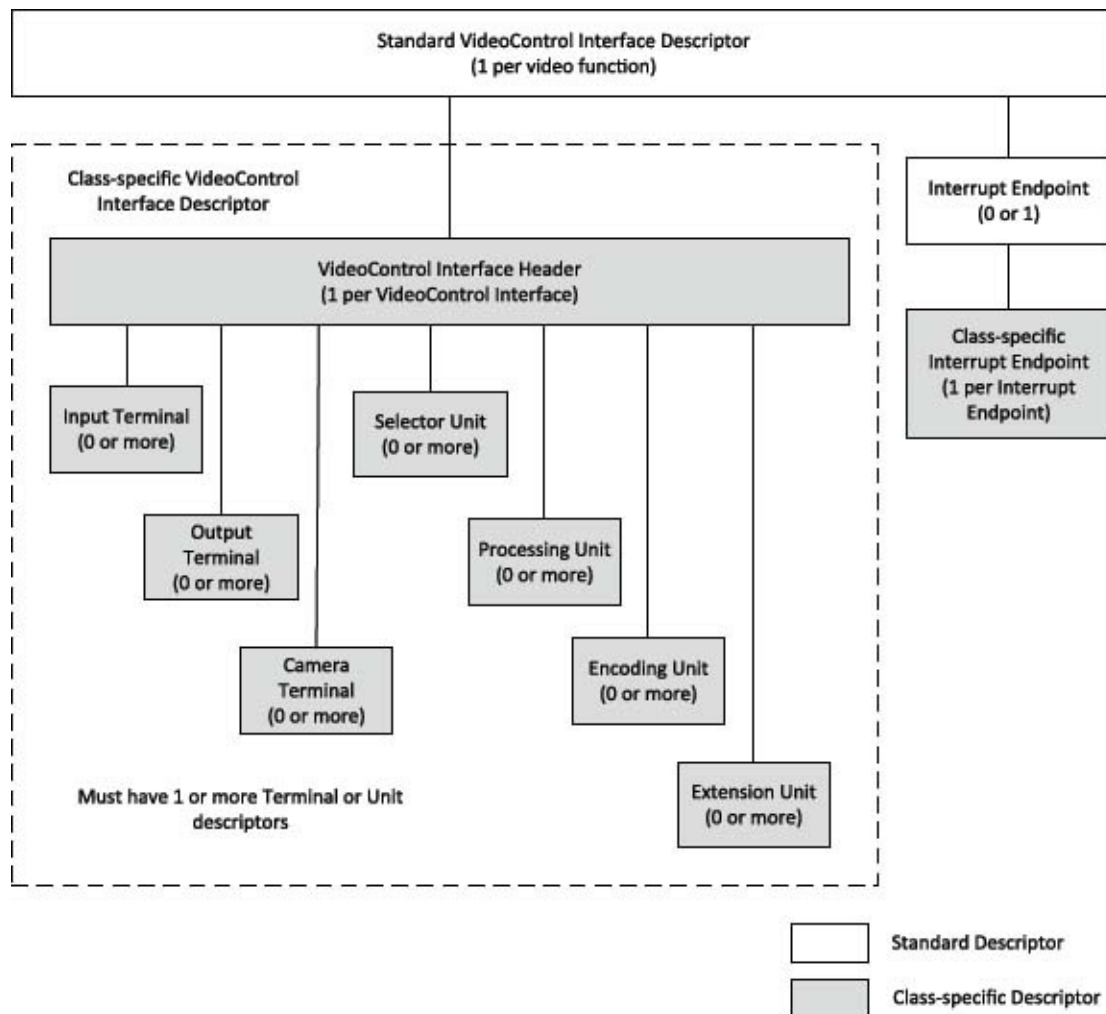 Standard VideoControl Interface Descriptor
(1 per video function)
Class-specific VideoControl
Interface Descriptor
Interrupt Endpoint
(0 or 1)
VideoControl Interface Header
(1 per VideoControl Interface)
Class-specific
Interrupt Endpoint
(1 per Interrupt
Endpoint)
Input Terminal
(0 or more)
Selector Unit
(0 or more)
Output
Terminal
(0 or more)
Processing Unit
(0 or more)
Camera
Terminal
(0 or more)
Encoding Unit
(0 or more)
Must have 1 or more Terminal or Unit
descriptors
Extension Unit
(0 or more)
Standard Descriptor
Class-specific Descriptor